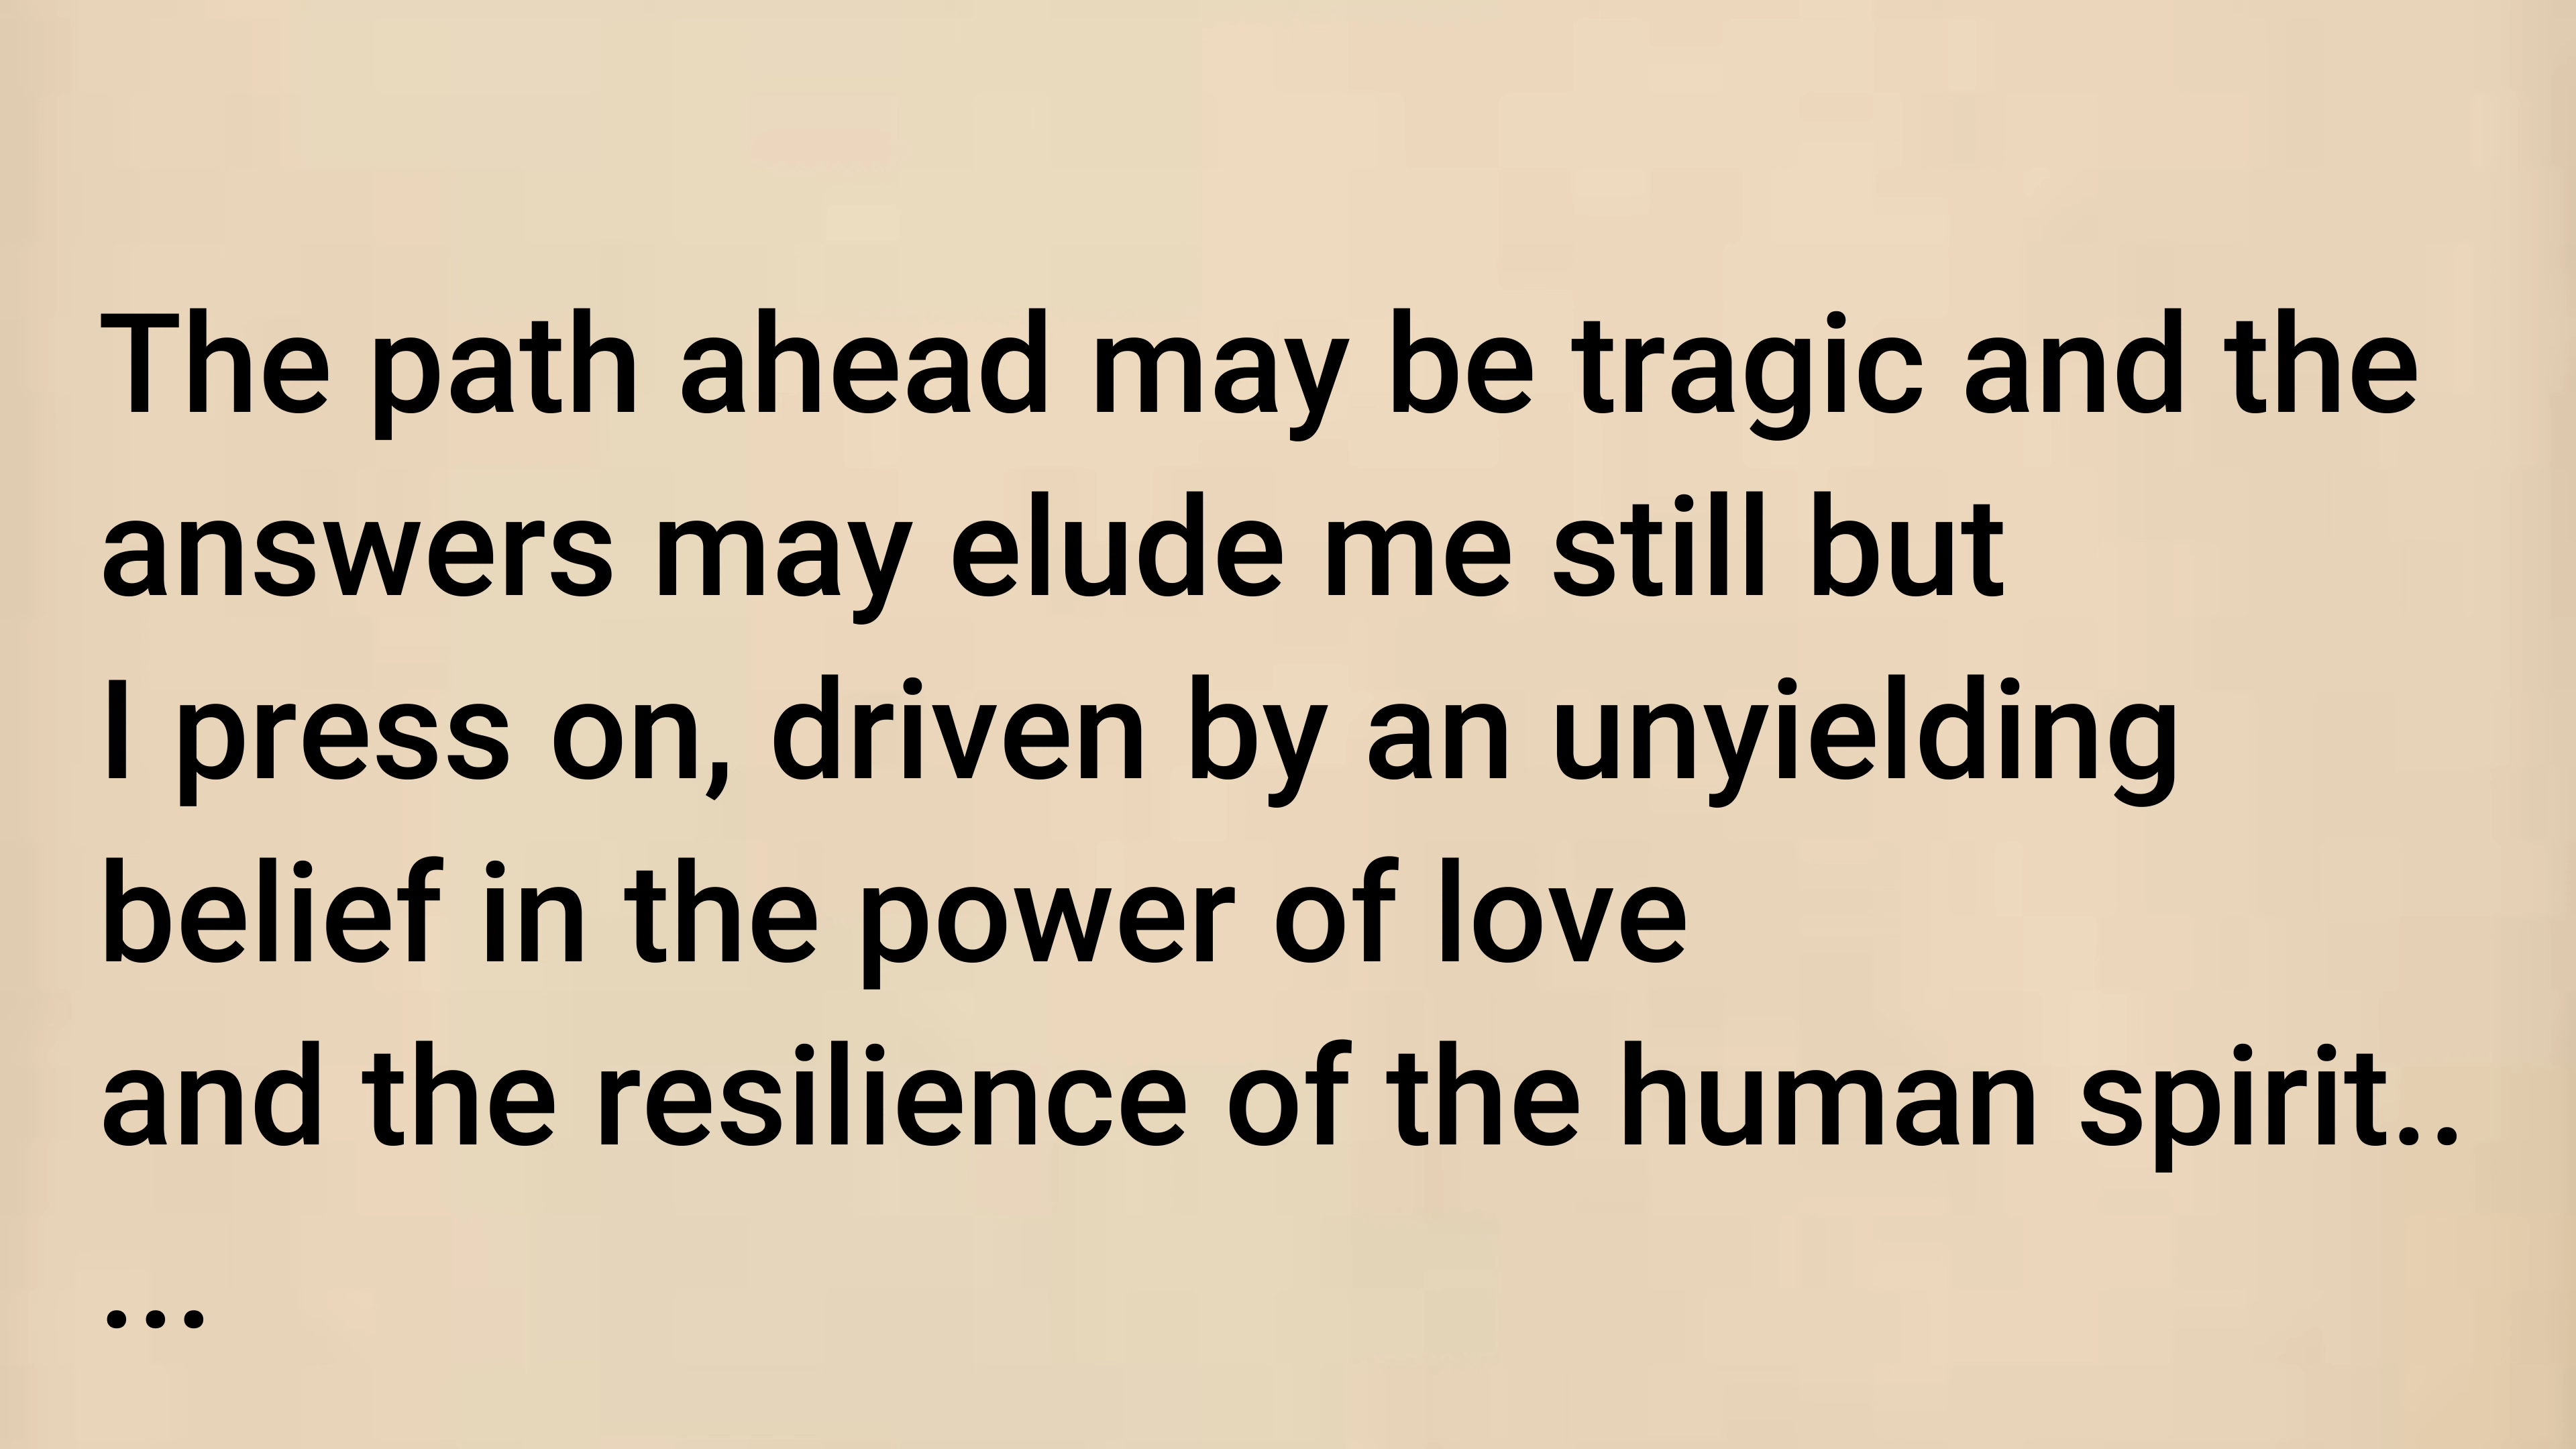 The path ahead may be tragic and the
answers may elude me still but
I press on, driven by an unyielding
belief in the power of love
and the resilience of the human spirit..
...